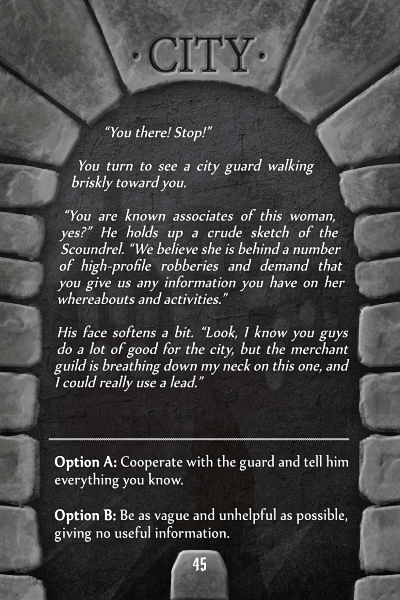 · CITY ·
“You there! Stop!”
You turn to see a city guard walking
briskly toward you.
“You are known associates of this woman,
yes?” He holds up a crude sketch of the
Scoundrel. “We believe she is behind a number
of high-profile robberies and demand that
you give us any information you have on her
whereabouts and activities.”
His face softens a bit. “Look, I know you guys
do a lot of good for the city, but the merchant
guild is breathing down my neck on this one, and
I could really use a lead.”
Option A: Cooperate with the guard and tell him
everything you know.
Option B: Be as vague and unhelpful as possible,
giving no useful information.
45